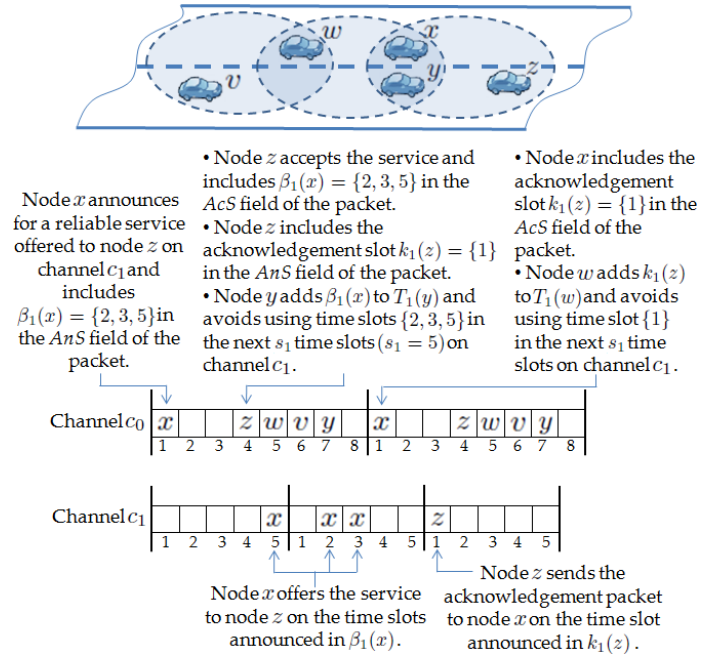 v
w
x
y
z
Node x announces
for a reliable service
offered to node z on
channel c₁ and
includes
β₁(x) = {2, 3, 5} in
the AnS field of the
packet.
• Node z accepts the service and
includes β₁(x) = {2, 3, 5} in the
AcS field of the packet.
• Node z includes the
acknowledgement slot k₁(z) = {1}
in the AnS field of the packet.
• Node y adds β₁(x) to T₁(y) and
avoids using time slots {2, 3, 5} in
the next s₁ time slots (s₁ = 5) on
channel c₁.
• Node x includes the
acknowledgement
slot k₁(z) = {1} in the
AcS field of the
packet.
• Node w adds k₁(z)
to T₁(w) and avoids
using time slot {1}
in the next s₁ time
slots on channel c₁.
Channel c₀ x z w v y x z w v y
1 2 3 4 5 6 7 8 1 2 3 4 5 6 7 8
Channel c₁ x x x z
1 2 3 4 5 1 2 3 4 5 1 2 3 4 5
Node x offers the service
to node z on the time slots
announced in β₁(x).
Node z sends the
acknowledgement packet
to node x on the time slot
announced in k₁(z) .